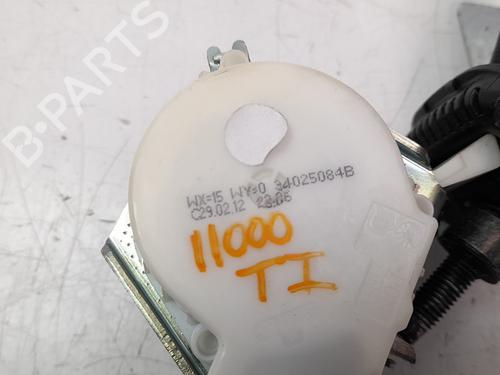 B-PARTS
WX=15 WY=0 34025084B
C29.02.12 23:06
11000
TI